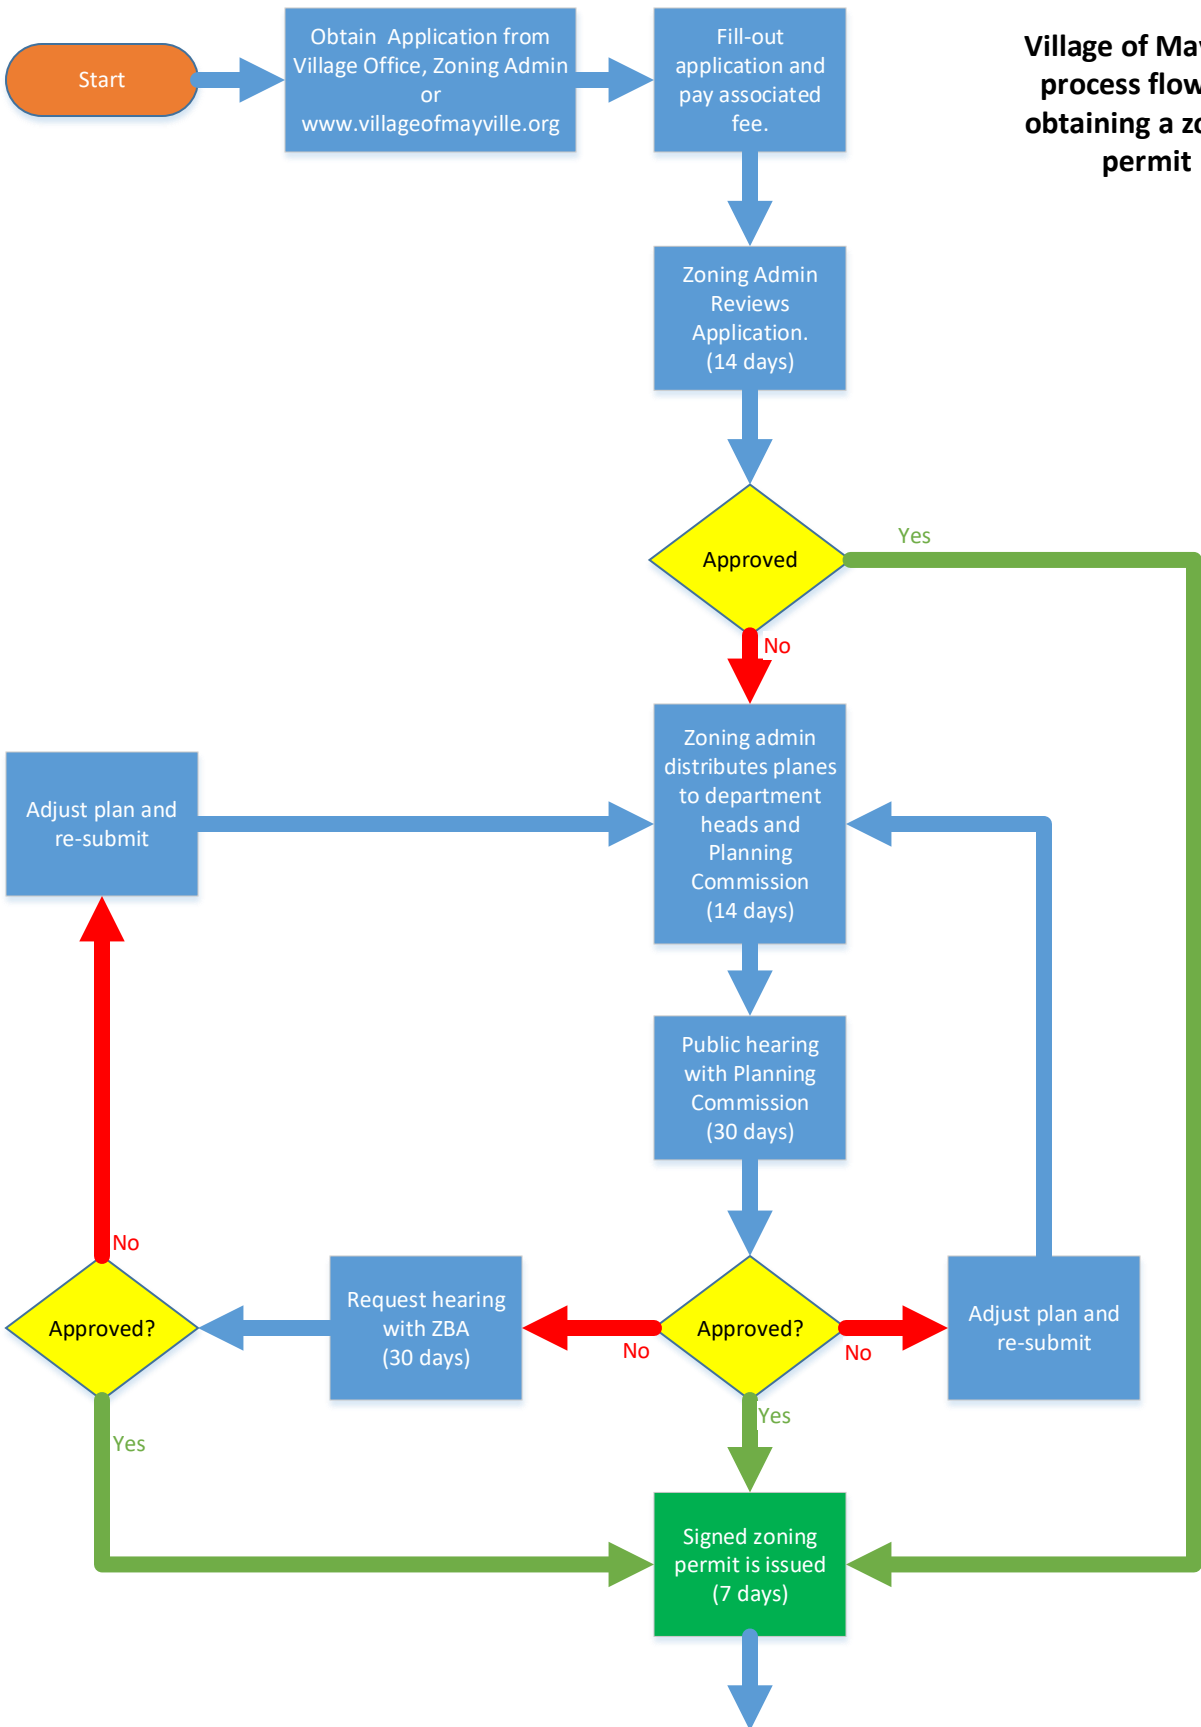 Start
Obtain  Application from
Village Office, Zoning Admin
or
www.villageofmayville.org
Fill-out
application and
pay associated
fee.
Village of May
process flow
obtaining a zo
permit
Zoning Admin
Reviews
Application.
(14 days)
Approved
Yes
No
Zoning admin
distributes planes
to department
heads and
Planning
Commission
(14 days)
Adjust plan and
re-submit
Public hearing
with Planning
Commission
(30 days)
No
Approved?
Request hearing
with ZBA
(30 days)
No
Approved?
No
Adjust plan and
re-submit
Yes
Yes
Signed zoning
permit is issued
(7 days)